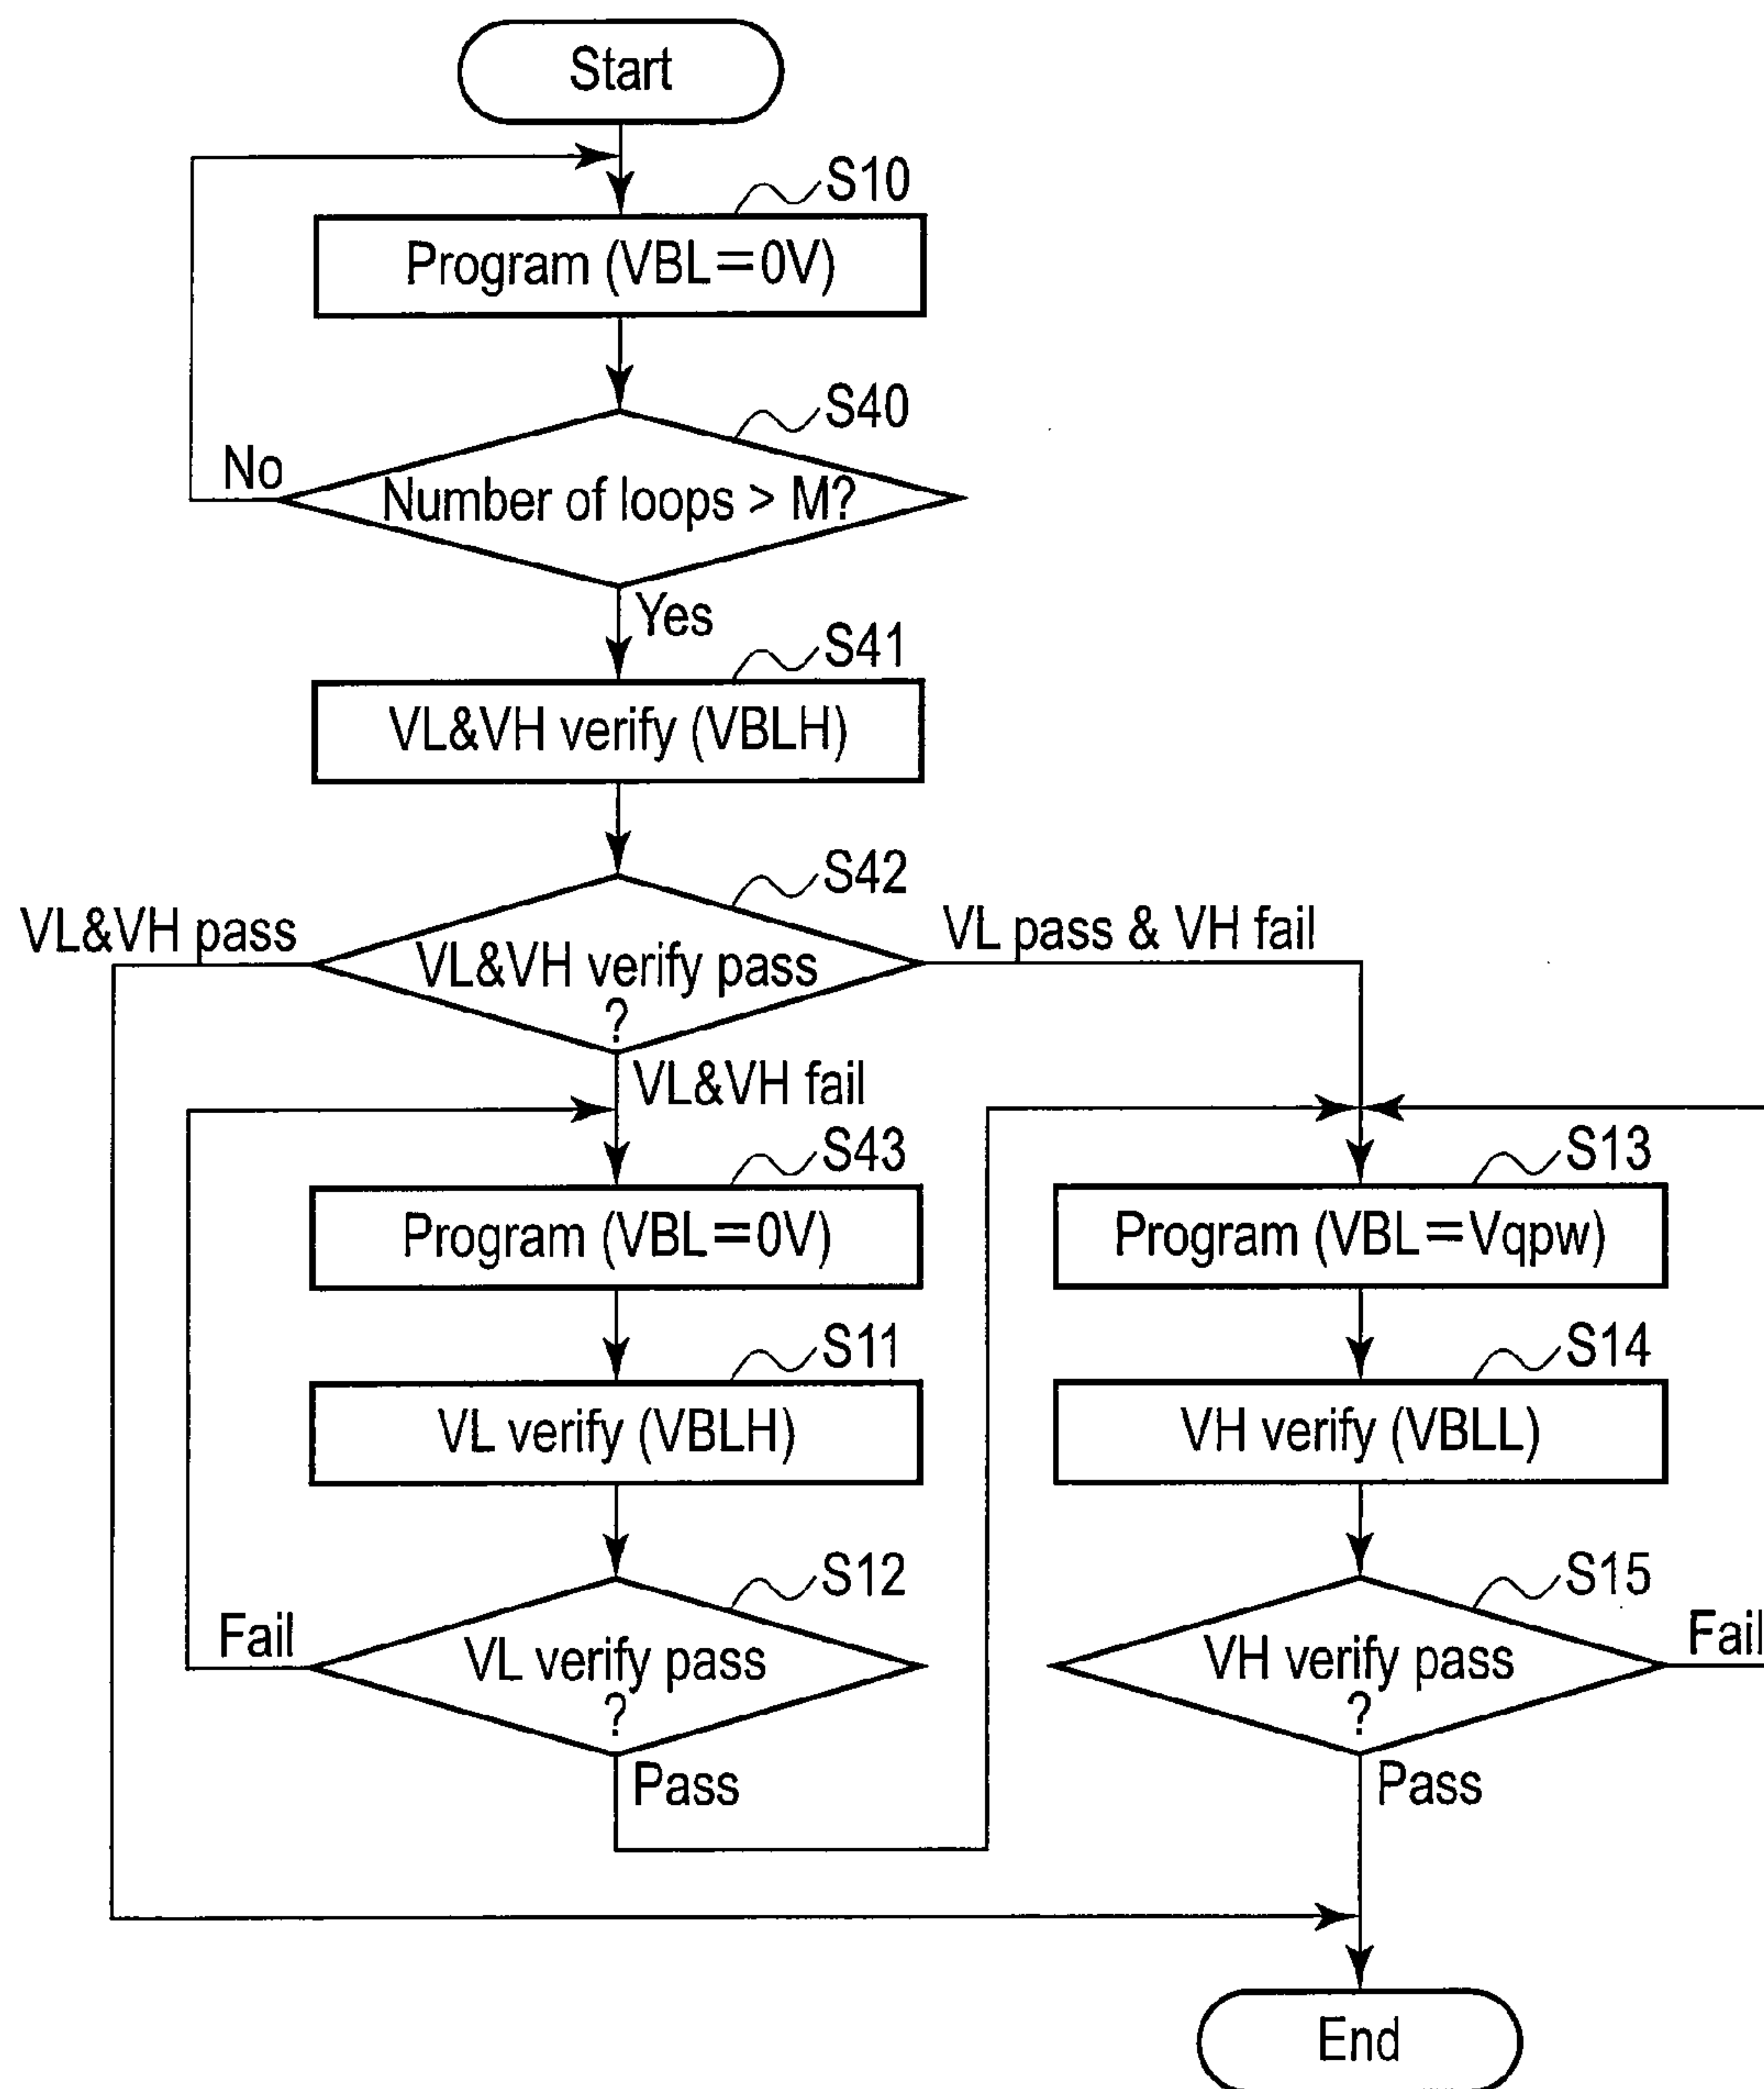 Start
S10
Program (VBL=0V)
S40
No
Number of loops > M?
Yes
S41
VL&VH verify (VBLH)
S42
VL&VH pass
VL pass & VH fail
VL&VH verify pass
?
VL&VH fail
S43
S13
Program (VBL=0V)
Program (VBL=Vqpw)
S11
S14
VL verify (VBLH)
VH verify (VBLL)
S12
S15
Fail
VL verify pass
?
VH verify pass
?
Fail
Pass
Pass
End